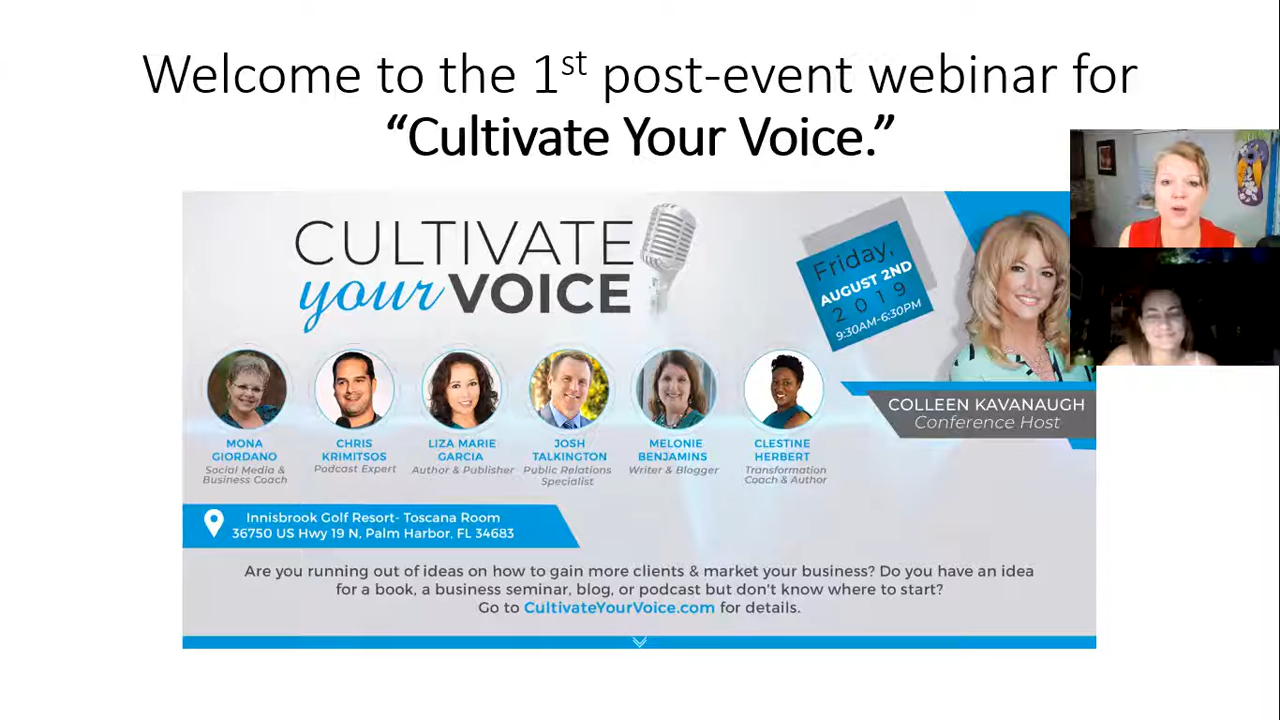 Welcome to the 1st post-event webinar for
“Cultivate Your Voice.”
CULTIVATE
your VOICE
Friday,
AUGUST 2ND
2019
9:30AM-6:30PM
COLLEEN KAVANAUGH
Conference Host
MONA
GIORDANO
Social Media &
Business Coach
CHRIS
KRIMITSOS
Podcast Expert
LIZA MARIE
GARCIA
Author & Publisher
JOSH
TALKINGTON
Public Relations
Specialist
MELONIE
BENJAMINS
Writer & Blogger
CLESTINE
HERBERT
Transformation
Coach & Author
Innisbrook Golf Resort- Toscana Room
36750 US Hwy 19 N, Palm Harbor, FL 34683
Are you running out of ideas on how to gain more clients & market your business? Do you have an idea
for a book, a business seminar, blog, or podcast but don't know where to start?
Go to CultivateYourVoice.com for details.